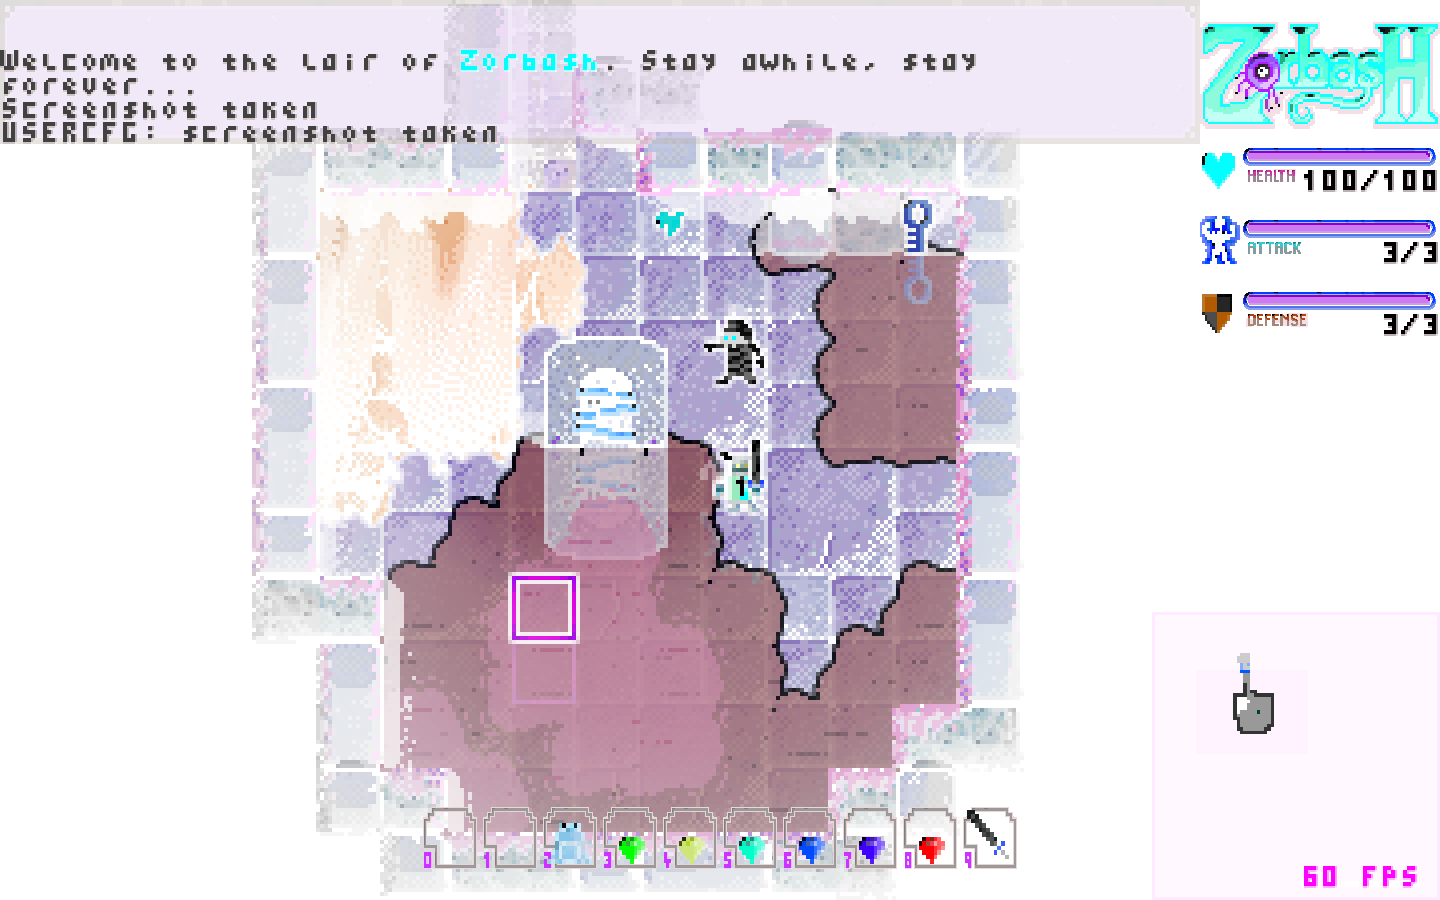 Welcome to the lair of Zorbash. Stay awhile, stay
forever...
Screenshot taken
USERCFG: screenshot taken
ZorbasH
HEALTH 100/100
ATTACK 3/3
DEFENSE 3/3
1
0 1 2 3 4 5 6 7 8 9
60 FPS